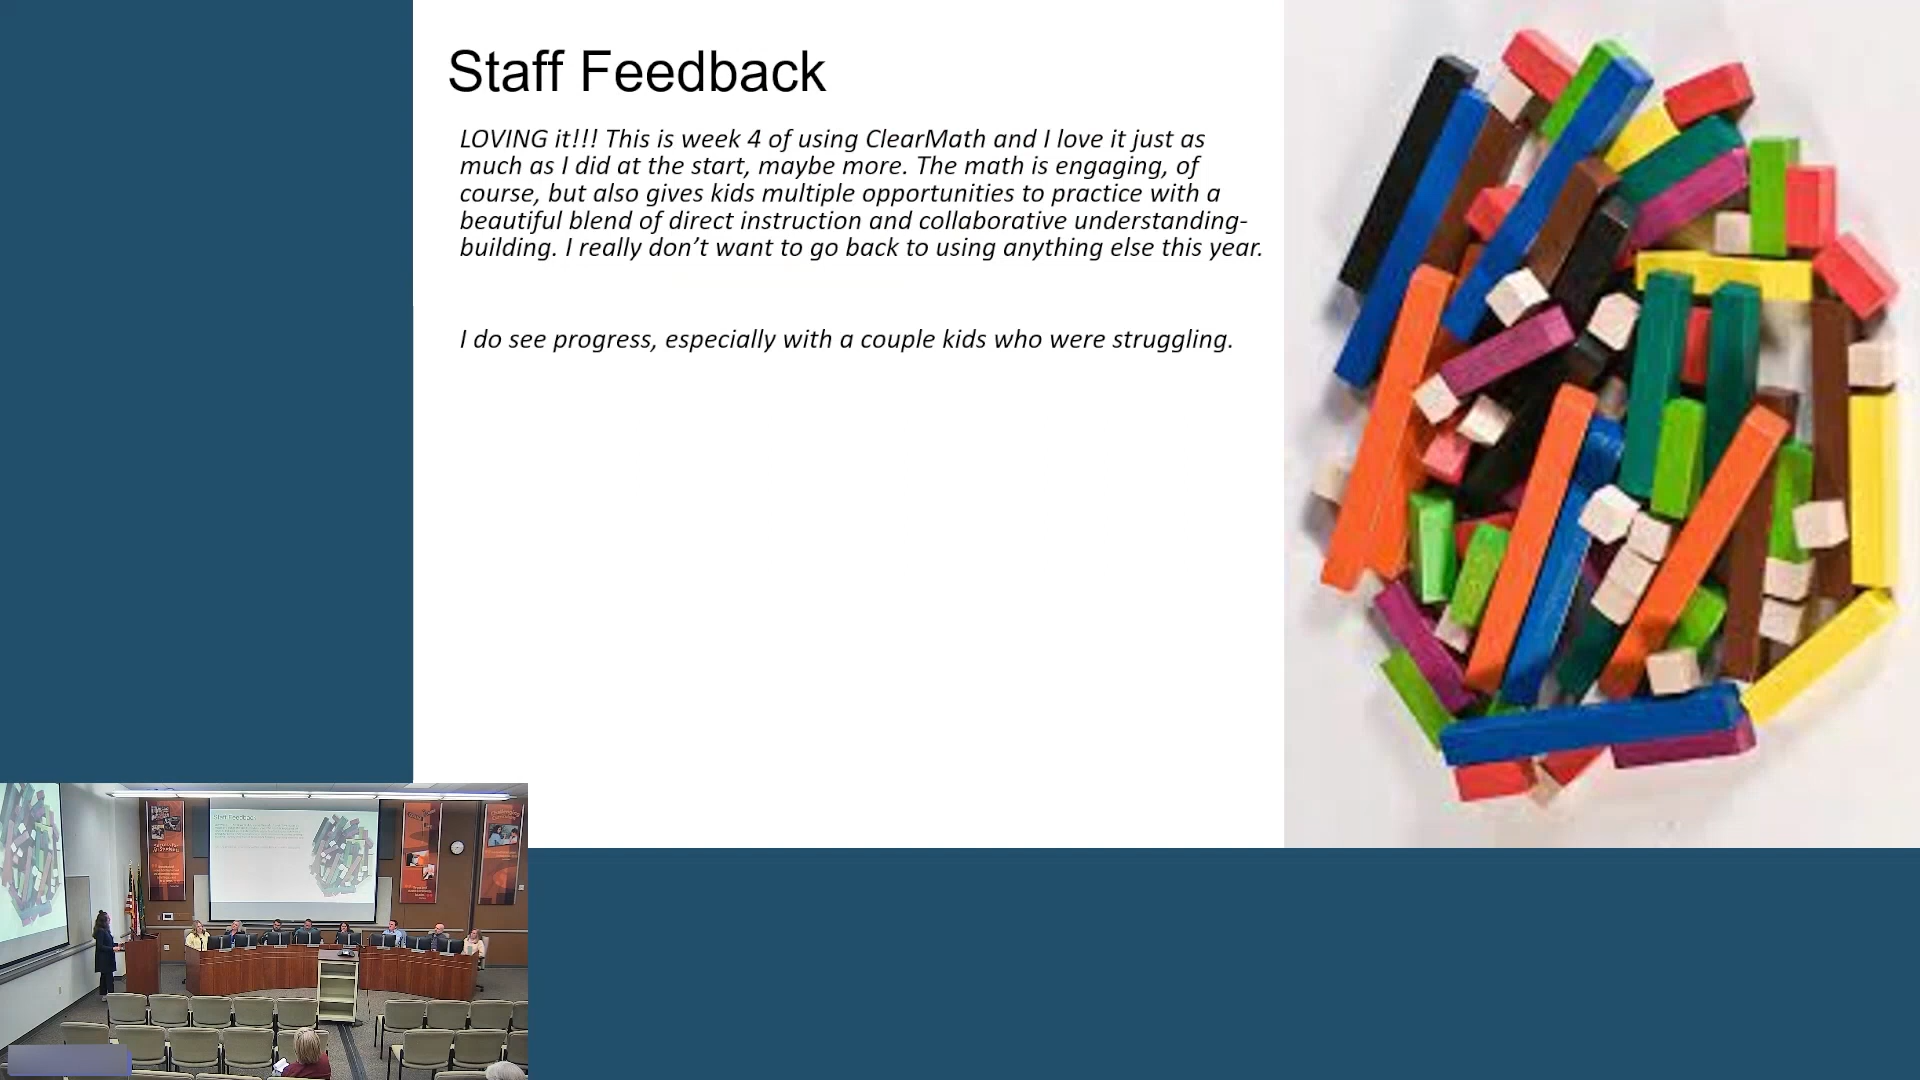 Staff Feedback
LOVING it!!! This is week 4 of using ClearMath and I love it just as
much as I did at the start, maybe more. The math is engaging, of
course, but also gives kids multiple opportunities to practice with a
beautiful blend of direct instruction and collaborative understanding-
building. I really don’t want to go back to using anything else this year.
I do see progress, especially with a couple kids who were struggling.
Staff Feedback